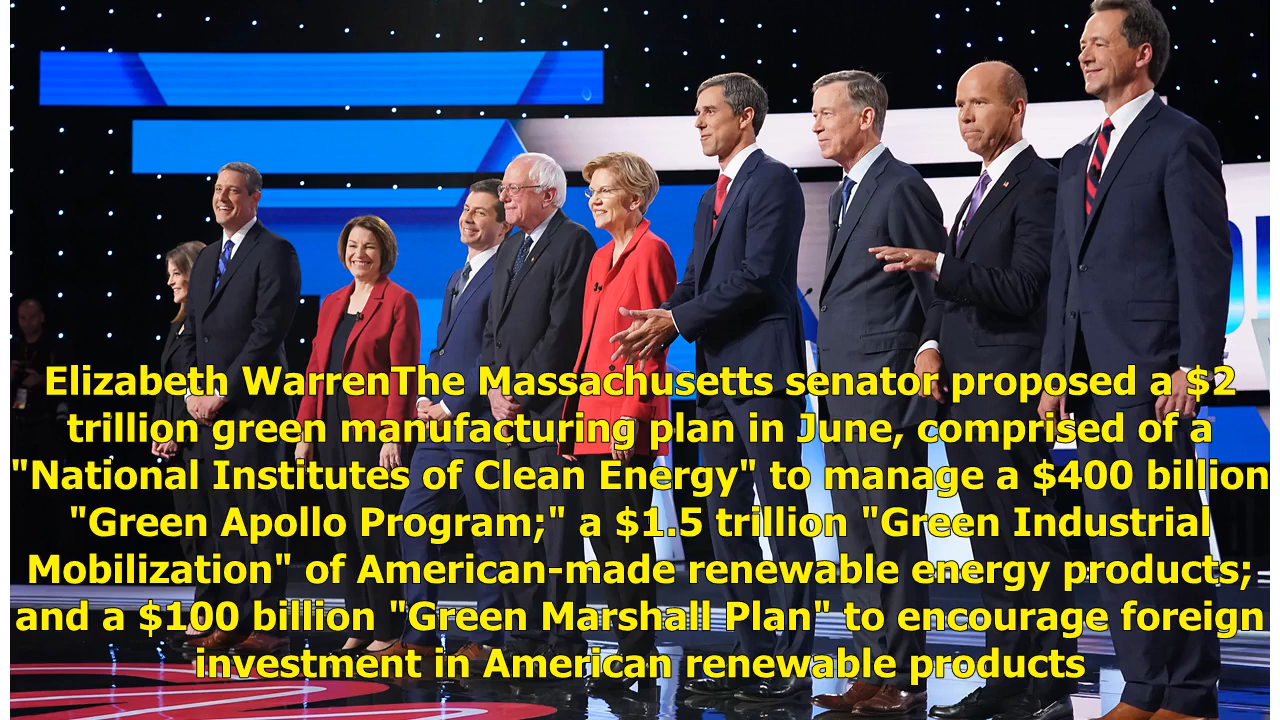 Elizabeth WarrenThe Massachusetts senator proposed a $2
trillion green manufacturing plan in June, comprised of a
"National Institutes of Clean Energy" to manage a $400 billion
"Green Apollo Program;" a $1.5 trillion "Green Industrial
Mobilization" of American-made renewable energy products;
and a $100 billion "Green Marshall Plan" to encourage foreign
investment in American renewable products